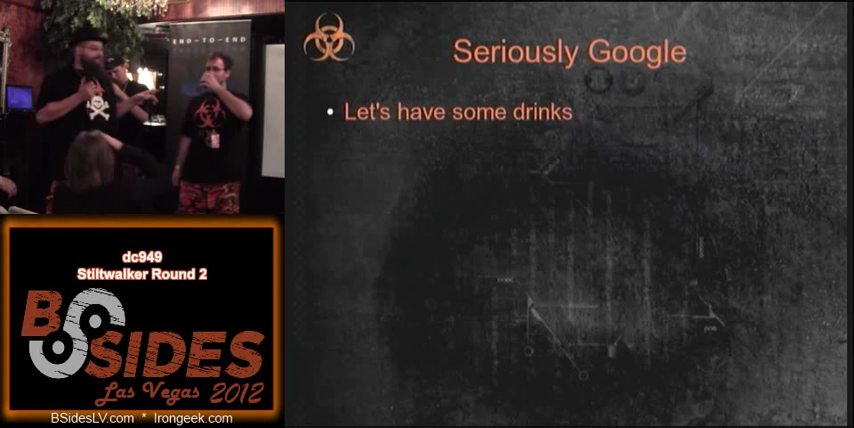 END-TO-END
Seriously Google
Let's have some drinks
dc949
Stiltwalker Round 2
BSIDES
Las Vegas 2012
BSidesLV.com * Irongeek.com